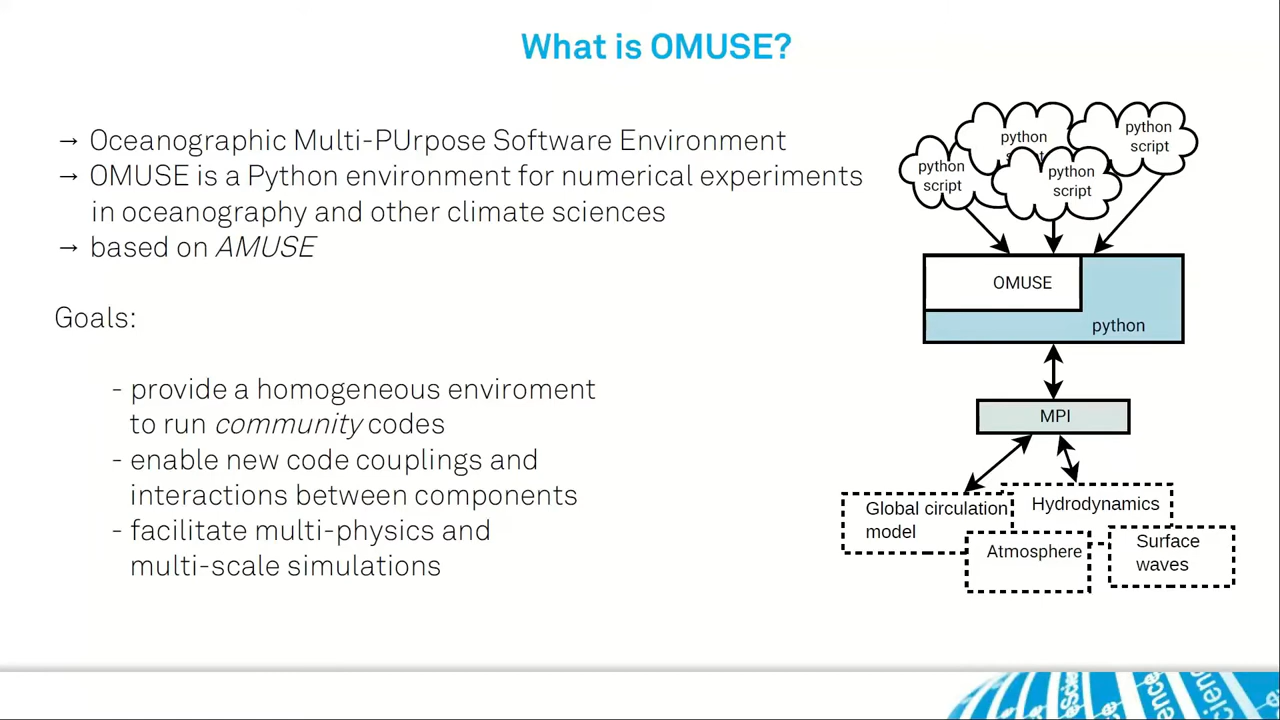 What is OMUSE?
→ Oceanographic Multi-PUrpose Software Environment
→ OMUSE is a Python environment for numerical experiments
in oceanography and other climate sciences
→ based on AMUSE
Goals:
- provide a homogeneous enviroment
to run community codes
- enable new code couplings and
interactions between components
- facilitate multi-physics and
multi-scale simulations
python
script
python
python
script
python
script
OMUSE
python
MPI
Global circulation
model
Hydrodynamics
Atmosphere
Surface
waves